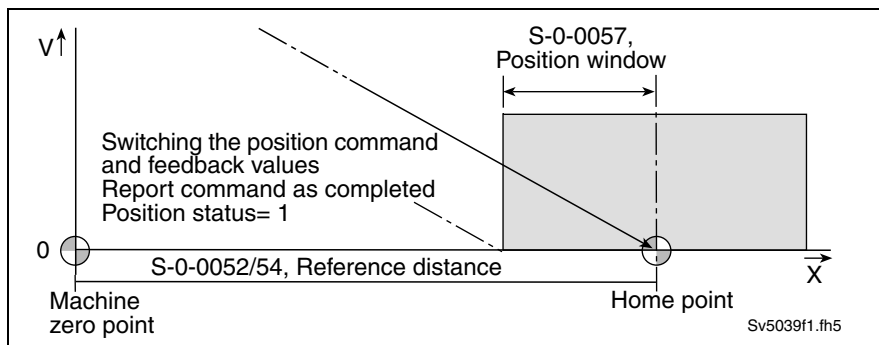 S-0-0057,
Position window
V
Switching the position command
and feedback values
Report command as completed
Position status= 1
0
S-0-0052/54, Reference distance
X
Machine
zero point
Home point
Sv5039f1.fh5